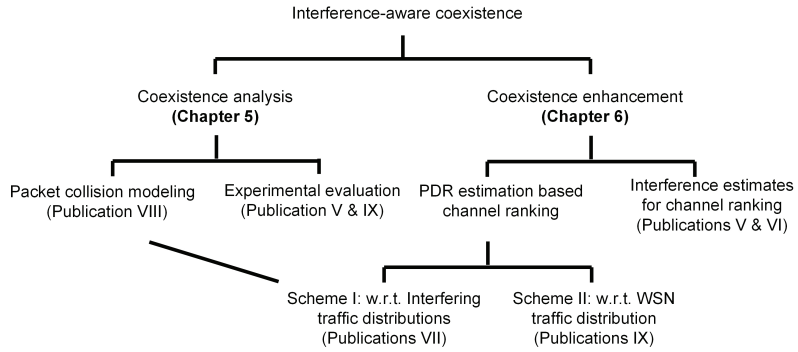 Interference-aware coexistence
Coexistence analysis
(Chapter 5)
Coexistence enhancement
(Chapter 6)
Packet collision modeling
(Publication VIII)
Experimental evaluation
(Publication V & IX)
PDR estimation based
channel ranking
Interference estimates
for channel ranking
(Publications V & VI)
Scheme I: w.r.t. Interfering
traffic distributions
(Publications VII)
Scheme II: w.r.t. WSN
traffic distribution
(Publications IX)